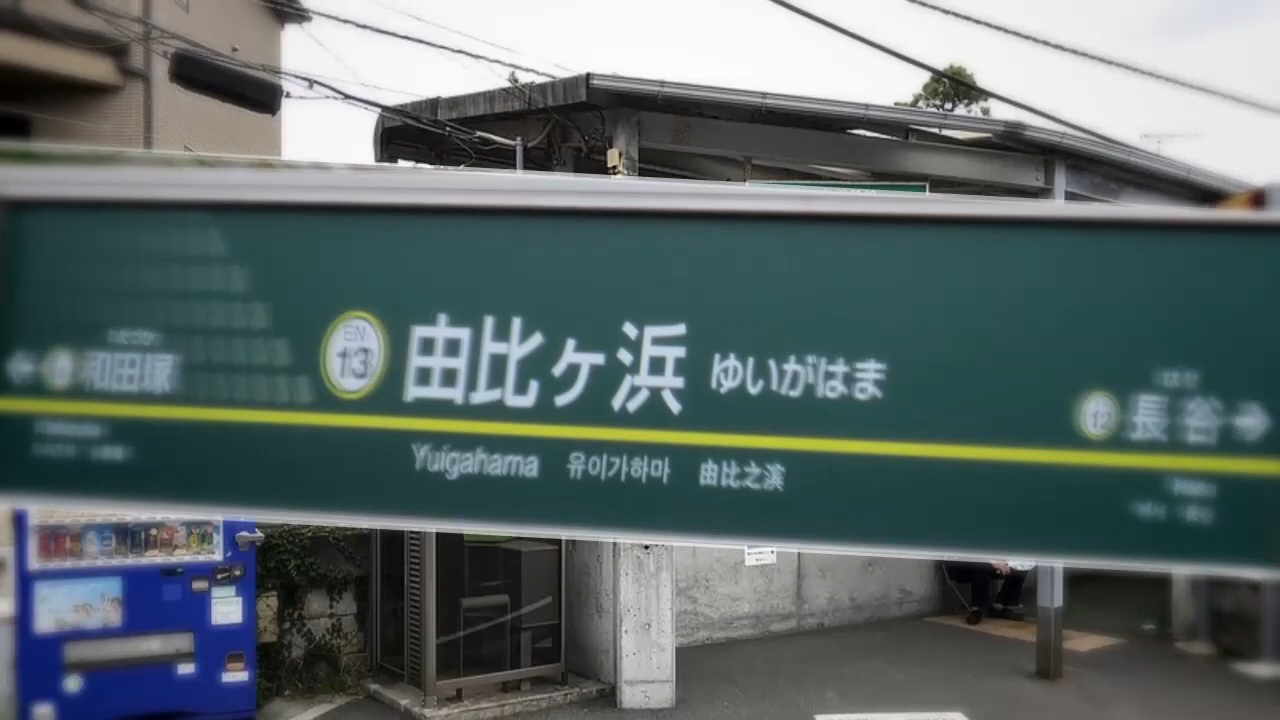 ← 和田塚
EN 13 由比ヶ浜 ゆいがはま
12 長谷 →
Yuigahama 유이가하마 由比之滨